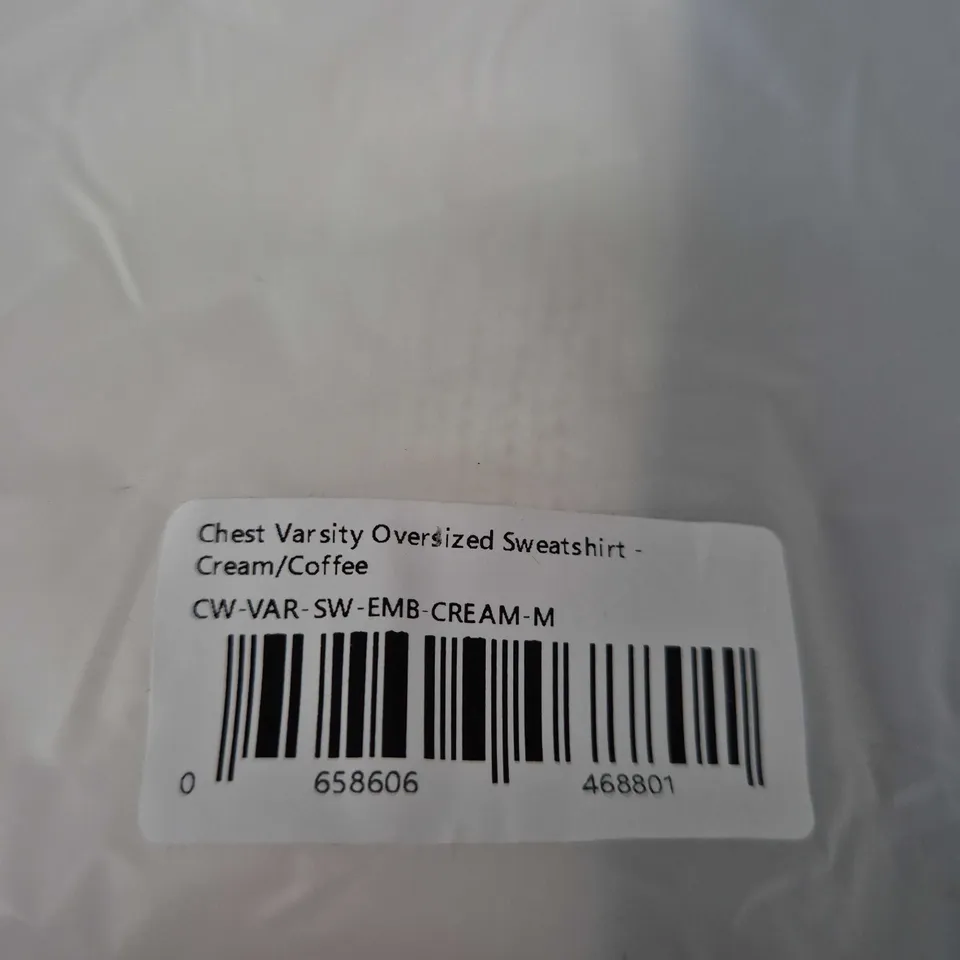 Chest Varsity Oversized Sweatshirt -
Cream/Coffee
CW-VAR-SW-EMB-CREAM-M
0 658606 468801